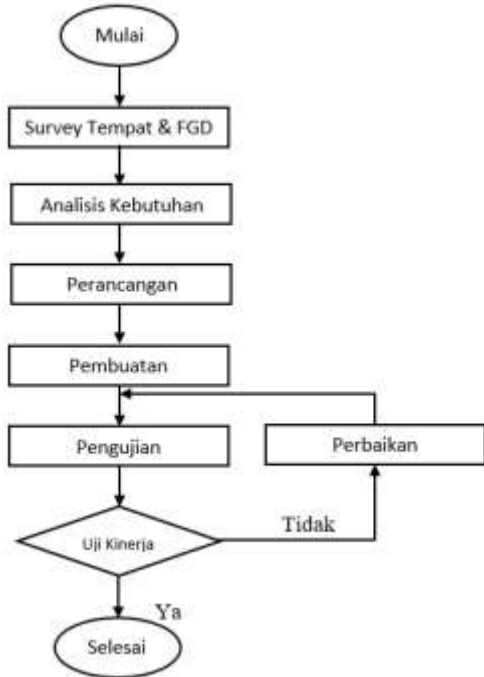 Mulai
Survey Tempat & FGD
Analisis Kebutuhan
Perancangan
Pembuatan
Pengujian
Perbaikan
Uji Kinerja
Tidak
Ya
Selesai